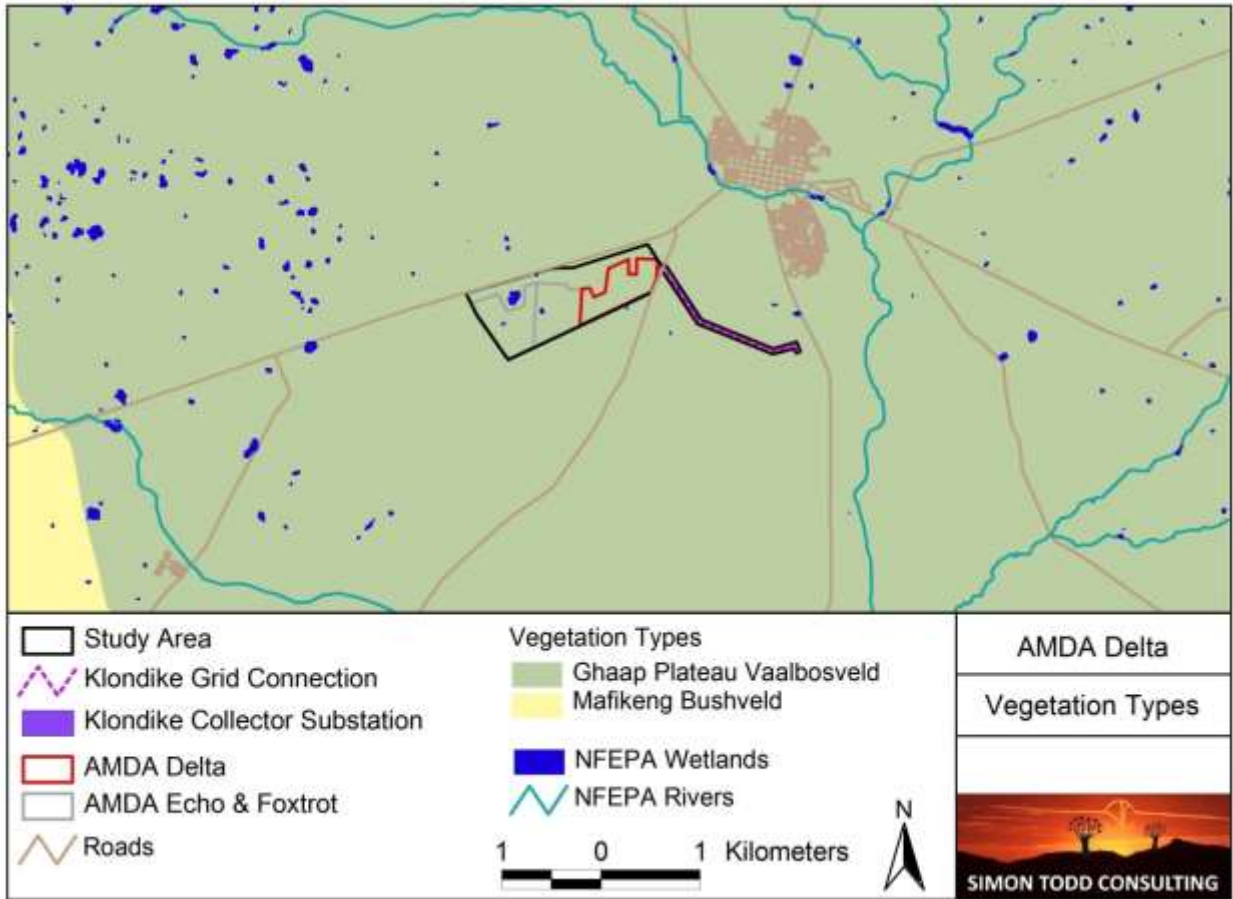 Study Area
Klondike Grid Connection
Klondike Collector Substation
AMDA Delta
AMDA Echo & Foxtrot
Roads
Vegetation Types
Ghaap Plateau Vaalbosveld
Mafikeng Bushveld
NFEPA Wetlands
NFEPA Rivers
1 0 1 Kilometers
N
AMDA Delta
Vegetation Types
SIMON TODD CONSULTING